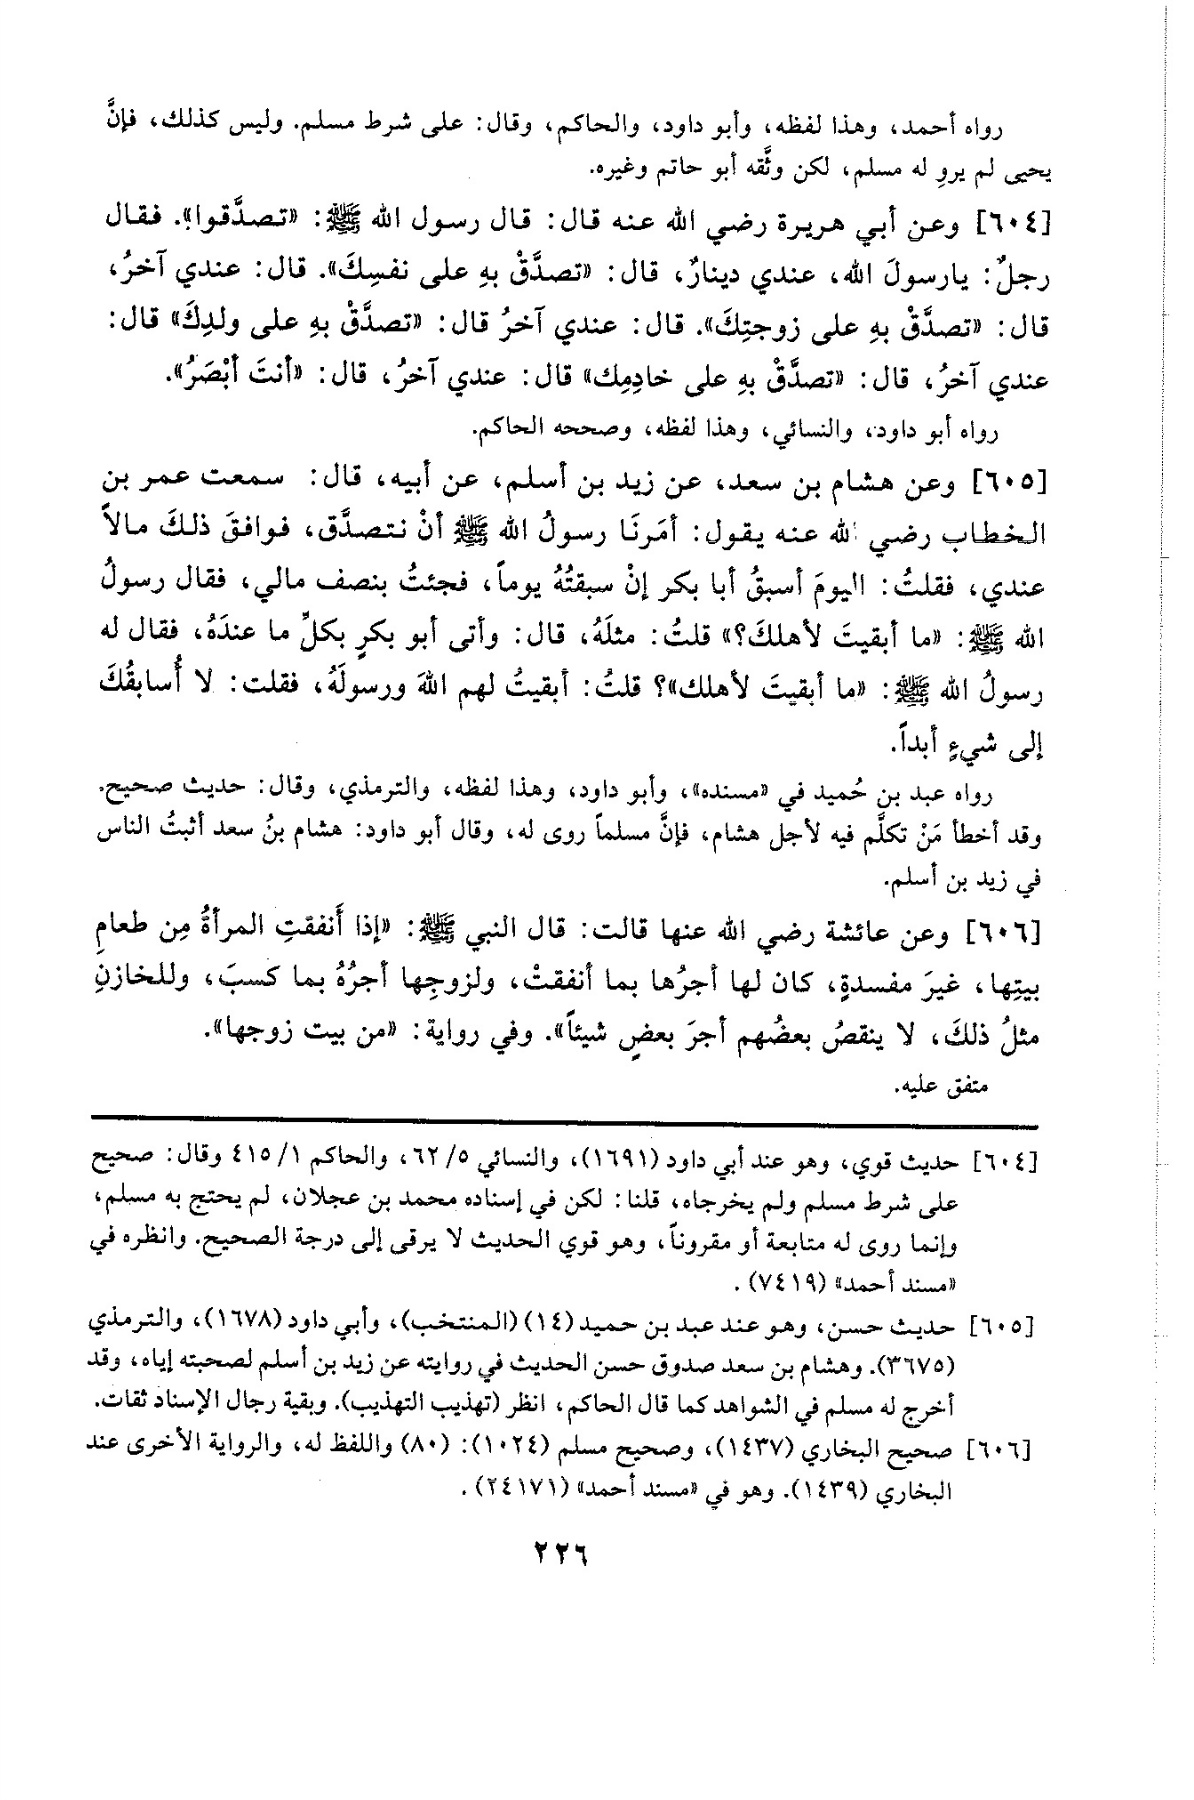 رواه أحمد، وهذا لفظه، وأبو داود، والحاكم، وقال: على شرط مسلم. وليس كذلك، فإنَّ
يحيى لم يروِ له مسلم، لكن وثَّقه أبو حاتم وغيره.
[٦٠٤] وعن أبي هريرة رضي الله عنه قال: قال رسول الله ﷺ: «تصدَّقوا». فقال
رجلٌ: يارسولَ الله، عندي دينارٌ، قال: «تصدَّقْ بهِ على نفسِكَ». قال: عندي آخرُ،
قال: «تصدَّقْ بهِ على زوجتِكَ». قال: عندي آخرُ قال: «تصدَّقْ بهِ على ولدِكَ» قال:
عندي آخرُ، قال: «تصدَّقْ بهِ على خادِمِك» قال: عندي آخرُ، قال: «أنتَ أبْصَرُ».
رواه أبو داود، والنسائي، وهذا لفظه، وصححه الحاكم.
[٦٠٥] وعن هشام بن سعد، عن زيد بن أسلم، عن أبيه، قال: سمعت عمر بن
الخطاب رضي الله عنه يقول: أمَرنَا رسولُ الله ﷺ أنْ نتصدَّق، فوافقَ ذلكَ مالاً
عندي، فقلتُ: اليومَ أسبقُ أبا بكر إنْ سبقتُهُ يوماً، فجئتُ بنصف مالي، فقال رسولُ
الله ﷺ: «ما أبقيتَ لأهلكَ؟» قلتُ: مثلَهُ، قال: وأتى أبو بكرٍ بكلِّ ما عندَهُ، فقال له
رسولُ الله ﷺ: «ما أبقيتَ لأهلك»؟ قلتُ: أبقيتُ لهم اللهَ ورسولَهُ، فقلت: لا أُسابقُكَ
إلى شيءٍ أبداً.
رواه عبد بن حُميد في «مسنده»، وأبو داود، وهذا لفظه، والترمذي، وقال: حديث صحيح.
وقد أخطأ مَنْ تكلَّم فيه لأجل هشام، فإنَّ مسلماً روى له، وقال أبو داود: هشام بنُ سعد أثبتُ الناس
في زيد بن أسلم.
[٦٠٦] وعن عائشة رضي الله عنها قالت: قال النبي ﷺ: «إذا أَنفقتِ المرأةُ مِن طعامِ
بيتِها، غيرَ مفسدةٍ، كان لها أجرُها بما أنفقتْ، ولزوجِها أجرُهُ بما كسبَ، وللخازنِ
مثلُ ذلكَ، لا ينقصُ بعضُهم أجرَ بعضٍ شيئاً». وفي رواية: «من بيت زوجها».
متفق عليه.
[٦٠٤] حديث قوي، وهو عند أبي داود (١٦٩١)، والنسائي ٦٢/٥، والحاكم ٤١٥/١ وقال: صحيح
على شرط مسلم ولم يخرجاه، قلنا: لكن في إسناده محمد بن عجلان، لم يحتج به مسلم،
وإنما روى له متابعة أو مقروناً، وهو قوي الحديث لا يرقى إلى درجة الصحيح. وانظره في
«مسند أحمد» (٧٤١٩).
[٦٠٥] حديث حسن، وهو عند عبد بن حميد (١٤) (المنتخب)، وأبي داود (١٦٧٨)، والترمذي
(٣٦٧٥). وهشام بن سعد صدوق حسن الحديث في روايته عن زيد بن أسلم لصحبته إياه، وقد
أخرج له مسلم في الشواهد كما قال الحاكم، انظر (تهذيب التهذيب). وبقية رجال الإسناد ثقات.
[٦٠٦] صحيح البخاري (١٤٣٧)، وصحيح مسلم (١٠٢٤): (٨٠) واللفظ له، والرواية الأخرى عند
البخاري (١٤٣٩). وهو في «مسند أحمد» (٢٤١٧١).
٢٢٦